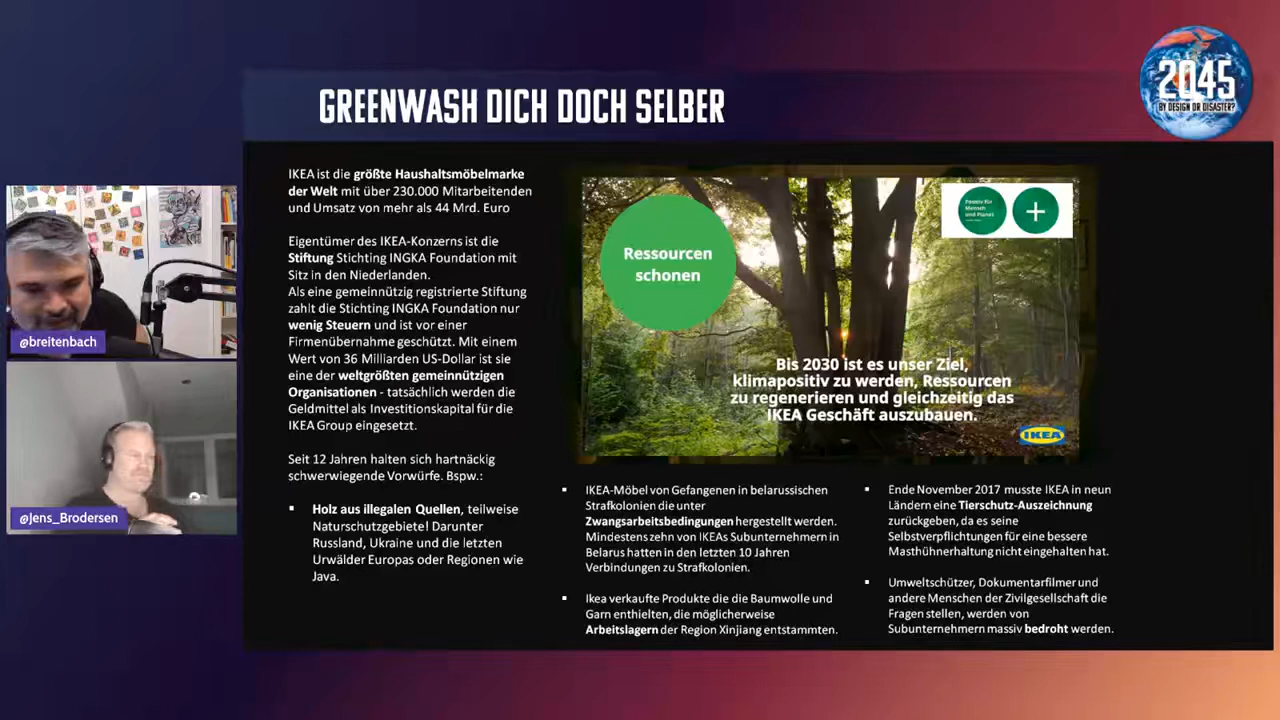 2045
BY DESIGN OR DISASTER?
GREENWASH DICH DOCH SELBER
IKEA ist die größte Haushaltsmöbelmarke
der Welt mit über 230.000 Mitarbeitenden
und Umsatz von mehr als 44 Mrd. Euro
Eigentümer des IKEA-Konzerns ist die
Stiftung Stichting INGKA Foundation mit
Sitz in den Niederlanden.
Als eine gemeinnützig registrierte Stiftung
zahlt die Stichting INGKA Foundation nur
wenig Steuern und ist vor einer
Firmenübernahme geschützt. Mit einem
Wert von 36 Milliarden US-Dollar ist sie
eine der weltgrößten gemeinnützigen
Organisationen - tatsächlich werden die
Geldmittel als Investitionskapital für die
IKEA Group eingesetzt.
Seit 12 Jahren halten sich hartnäckig
schwerwiegende Vorwürfe. Bspw.:
▪ Holz aus illegalen Quellen, teilweise
Naturschutzgebiete! Darunter
Russland, Ukraine und die letzten
Urwälder Europas oder Regionen wie
Java.
Ressourcen
schonen
Positiv für
Mensch
und Planet
+
Bis 2030 ist es unser Ziel,
klimapositiv zu werden, Ressourcen
zu regenerieren und gleichzeitig das
IKEA Geschäft auszubauen.
IKEA
▪ IKEA-Möbel von Gefangenen in belarussischen
Strafkolonien die unter
Zwangsarbeitsbedingungen hergestellt werden.
Mindestens zehn von IKEAs Subunternehmern in
Belarus hatten in den letzten 10 Jahren
Verbindungen zu Strafkolonien.
▪ Ikea verkaufte Produkte die die Baumwolle und
Garn enthielten, die möglicherweise
Arbeitslagern der Region Xinjiang entstammten.
▪ Ende November 2017 musste IKEA in neun
Ländern eine Tierschutz-Auszeichnung
zurückgeben, da es seine
Selbstverpflichtungen für eine bessere
Masthühnerhaltung nicht eingehalten hat.
▪ Umweltschützer, Dokumentarfilmer und
andere Menschen der Zivilgesellschaft die
Fragen stellen, werden von
Subunternehmern massiv bedroht werden.
@breitenbach
@Jens_Brodersen